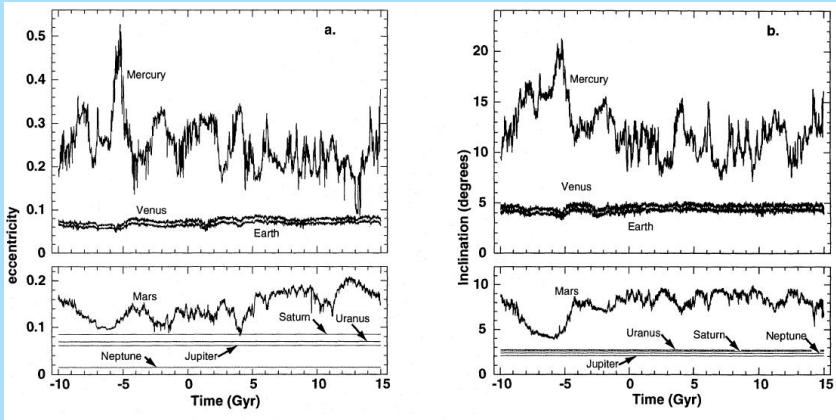 a.
eccentricity
0.5
0.4
0.3
0.2
0.1
0
Mercury
Venus
Earth
0.2
0.1
0
Mars
Saturn
Uranus
Neptune
Jupiter
-10 -5 0 5 10 15
Time (Gyr)
b.
Inclination (degrees)
20
15
10
5
0
Mercury
Venus
Earth
10
5
0
Mars
Uranus
Saturn
Neptune
Jupiter
-10 -5 0 5 10 15
Time (Gyr)